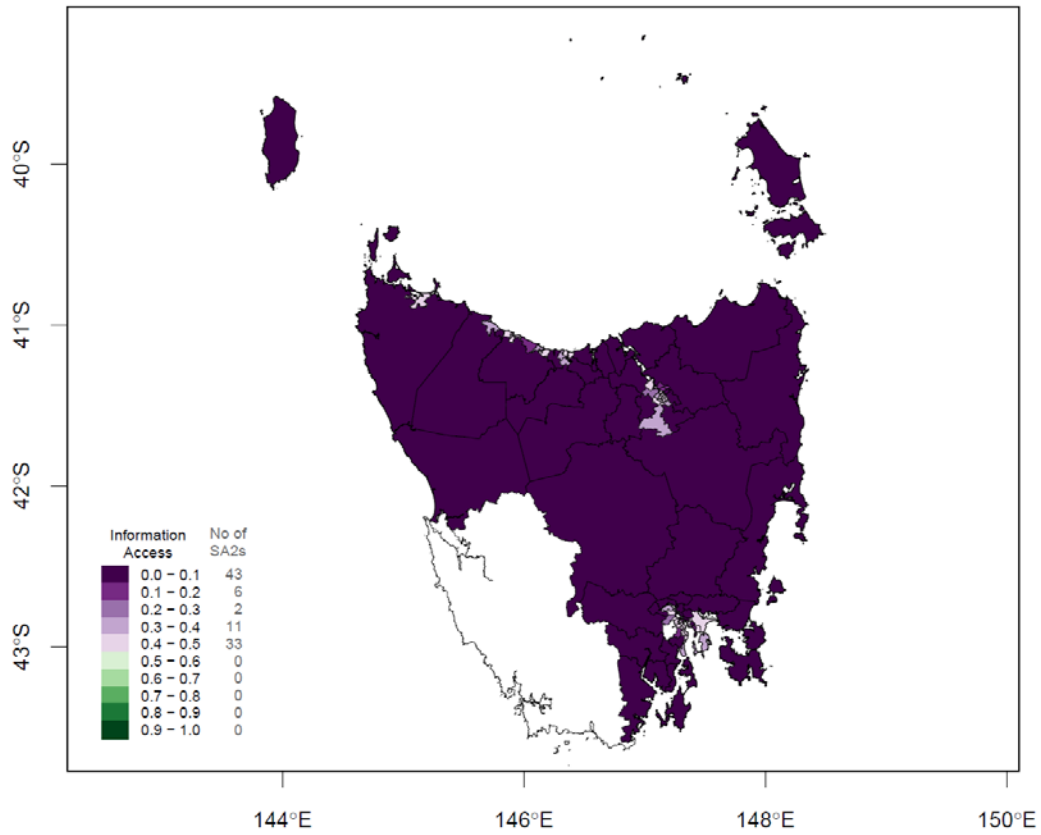 40°S
41°S
42°S
43°S
Information Access No of SA2s
0.0 – 0.1 43
0.1 – 0.2 6
0.2 – 0.3 2
0.3 – 0.4 11
0.4 – 0.5 33
0.5 – 0.6 0
0.6 – 0.7 0
0.7 – 0.8 0
0.8 – 0.9 0
0.9 – 1.0 0
144°E 146°E 148°E 150°E